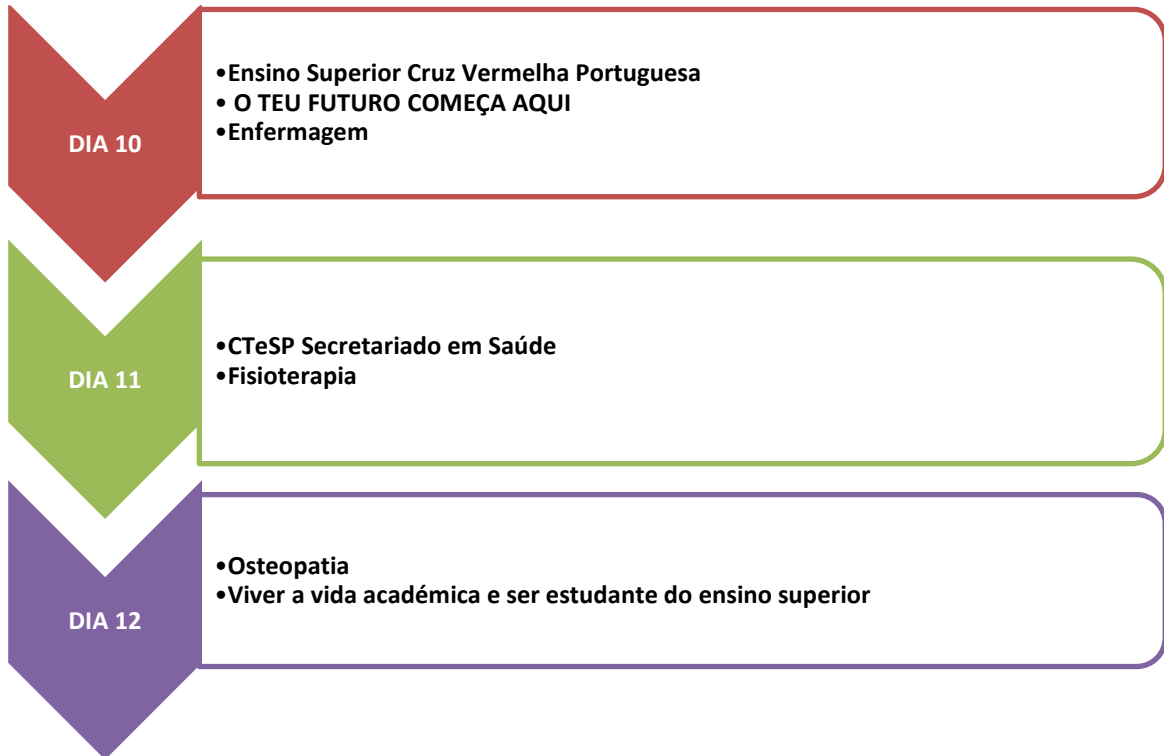 DIA 10
•Ensino Superior Cruz Vermelha Portuguesa
• O TEU FUTURO COMEÇA AQUI
•Enfermagem
DIA 11
•CTeSP Secretariado em Saúde
•Fisioterapia
DIA 12
•Osteopatia
•Viver a vida académica e ser estudante do ensino superior